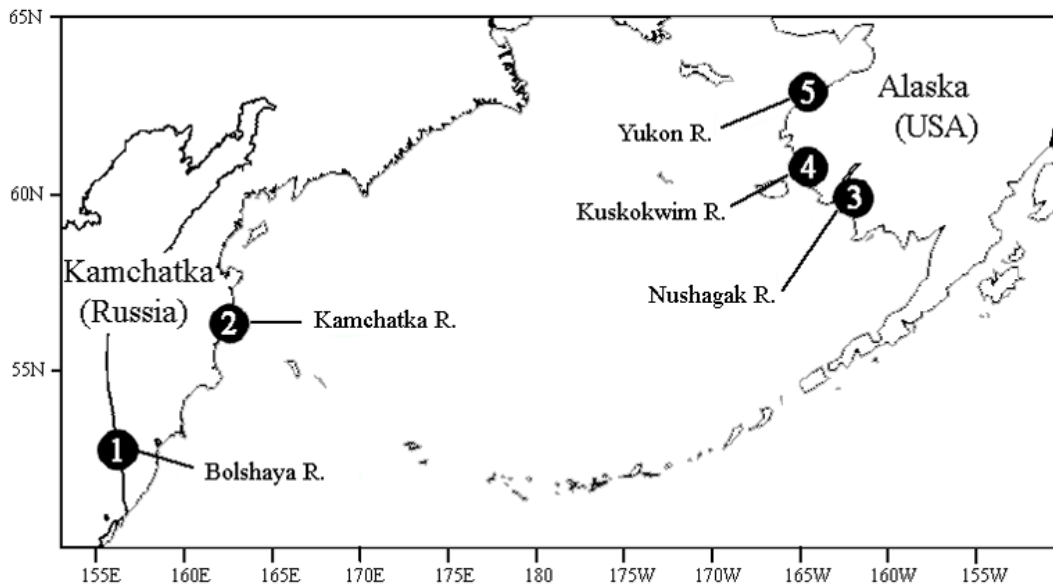 65N
5
Alaska
(USA)
Yukon R.
4
60N
3
Kuskokwim R.
Kamchatka
(Russia)
Nushagak R.
2
Kamchatka R.
55N
1
Bolshaya R.
155E 160E 165E 170E 175E 180 175W 170W 165W 160W 155W